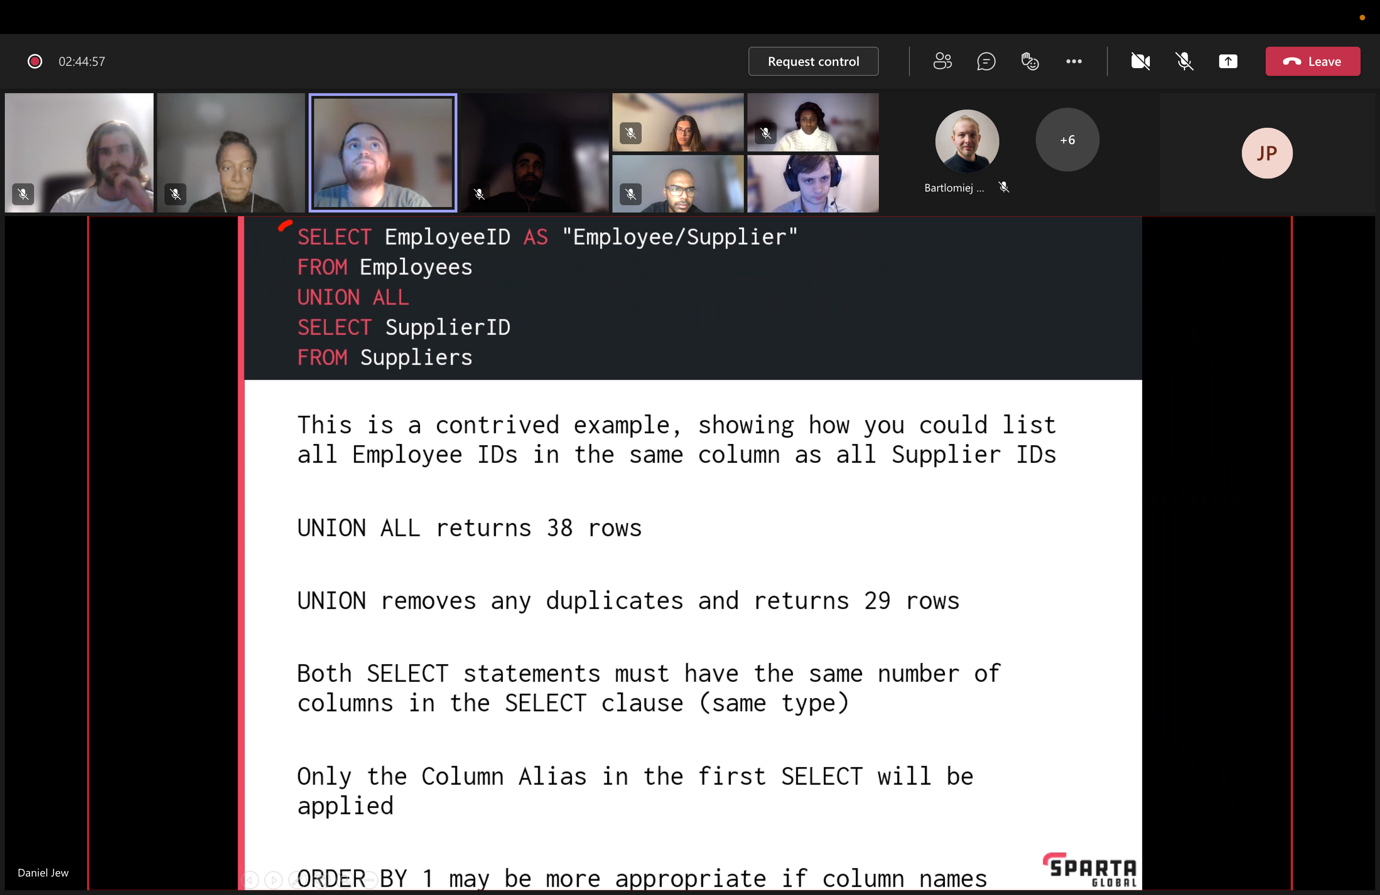 02:44:57
Request control
Leave
+6
JP
Bartlomiej ...
SELECT EmployeeID AS "Employee/Supplier"
FROM Employees
UNION ALL
SELECT SupplierID
FROM Suppliers
This is a contrived example, showing how you could list
all Employee IDs in the same column as all Supplier IDs
UNION ALL returns 38 rows
UNION removes any duplicates and returns 29 rows
Both SELECT statements must have the same number of
columns in the SELECT clause (same type)
Only the Column Alias in the first SELECT will be
applied
ORDER BY 1 may be more appropriate if column names
SPARTA
GLOBAL
Daniel Jew